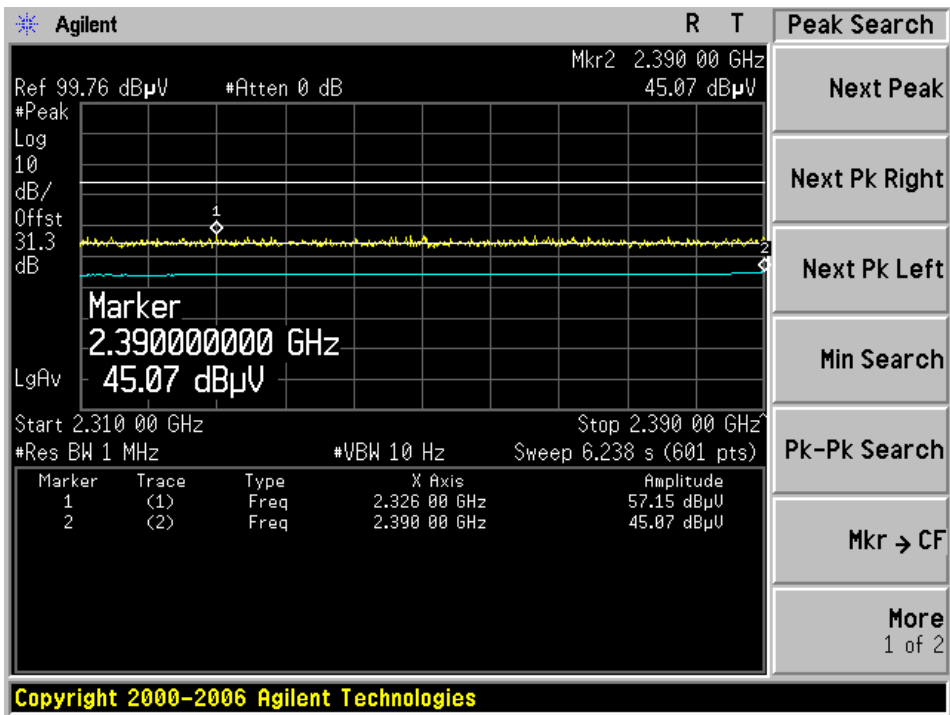 Agilent R T
Peak Search
Mkr2 2.390 00 GHz
Ref 99.76 dBµV #Atten 0 dB 45.07 dBµV
#Peak
Log
10
dB/
Offst
31.3
dB
1
2
Marker
2.390000000 GHz
45.07 dBµV
LgAv
Start 2.310 00 GHz Stop 2.390 00 GHz^
#Res BW 1 MHz #VBW 10 Hz Sweep 6.238 s (601 pts)
Marker Trace Type X Axis Amplitude
1 (1) Freq 2.326 00 GHz 57.15 dBµV
2 (2) Freq 2.390 00 GHz 45.07 dBµV
Next Peak
Next Pk Right
Next Pk Left
Min Search
Pk-Pk Search
Mkr → CF
More
1 of 2
Copyright 2000-2006 Agilent Technologies